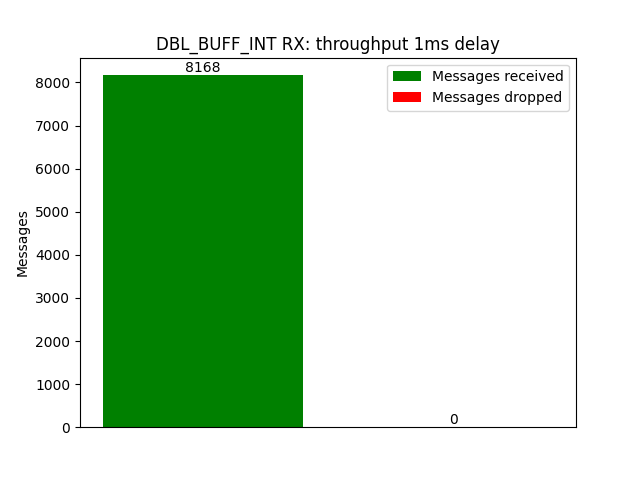 DBL_BUFF_INT RX: throughput 1ms delay
8168
Messages received
Messages dropped
8000
7000
6000
5000
4000
3000
2000
1000
0
Messages
0